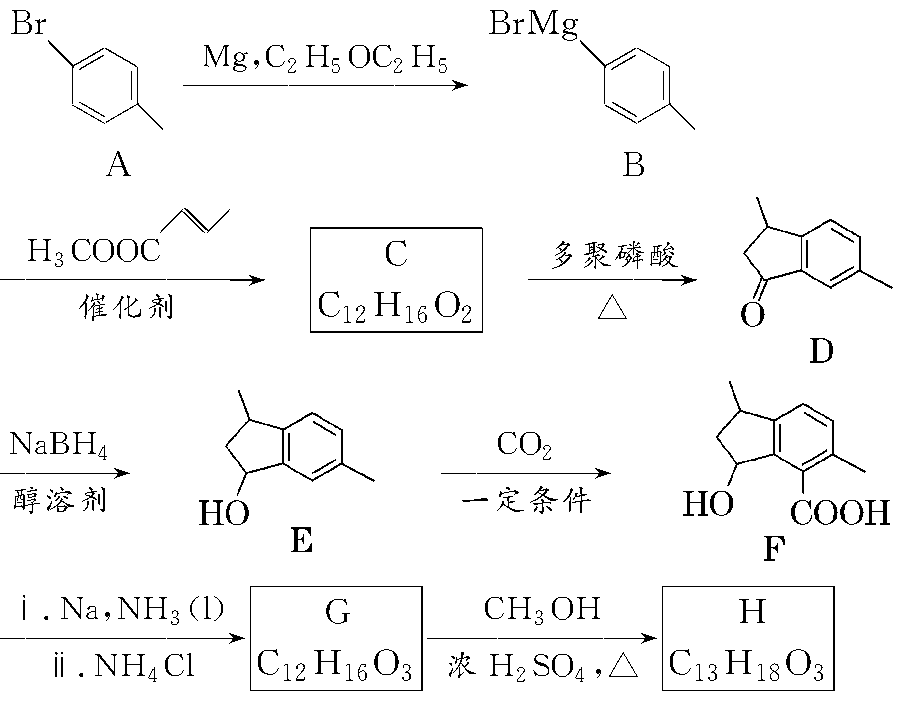 Br
BrMg
Mg,C₂H₅OC₂H₅
A
B
H₃COOC
催化剂
C
C₁₂H₁₆O₂
多聚磷酸
△
O
D
NaBH₄
醇溶剂
HO
E
CO₂
一定条件
HO
COOH
F
ⅰ.Na,NH₃(l)
ⅱ.NH₄Cl
G
C₁₂H₁₆O₃
CH₃OH
浓 H₂SO₄,△
H
C₁₃H₁₈O₃